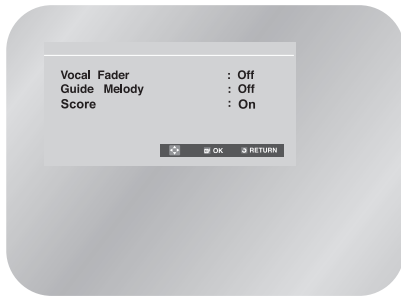 Vocal Fader : Off
Guide Melody : Off
Score : On
OK RETURN